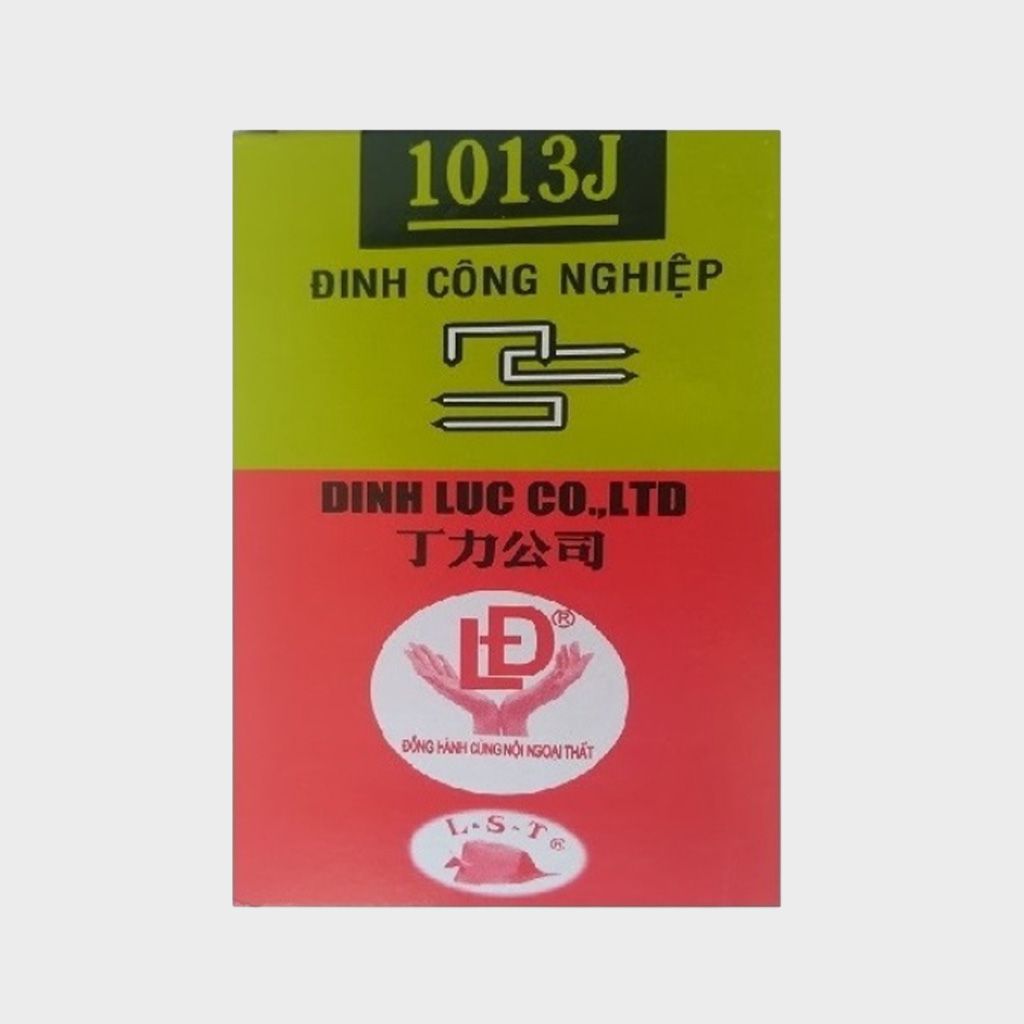 1013J
ĐINH CÔNG NGHIỆP
DINH LUC CO.,LTD
丁力公司
LĐ®
ĐỒNG HÀNH CÙNG NỘI NGOẠI THẤT
L-S-T®